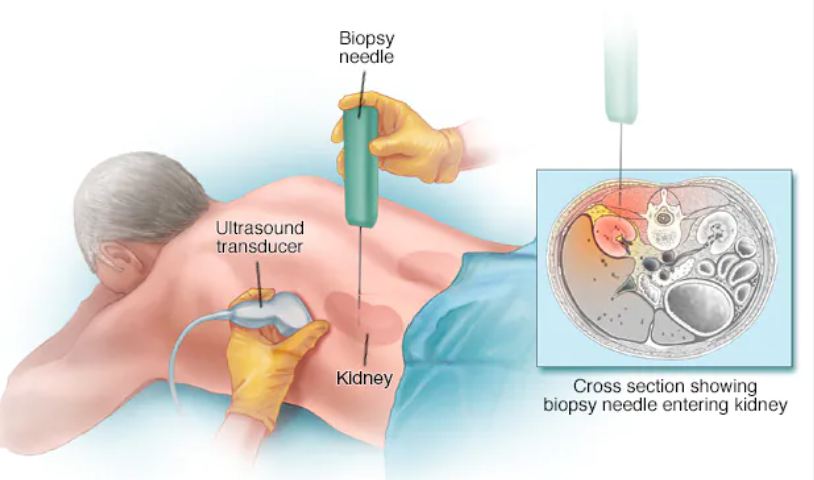 Biopsy
needle
Ultrasound
transducer
Kidney
Cross section showing
biopsy needle entering kidney